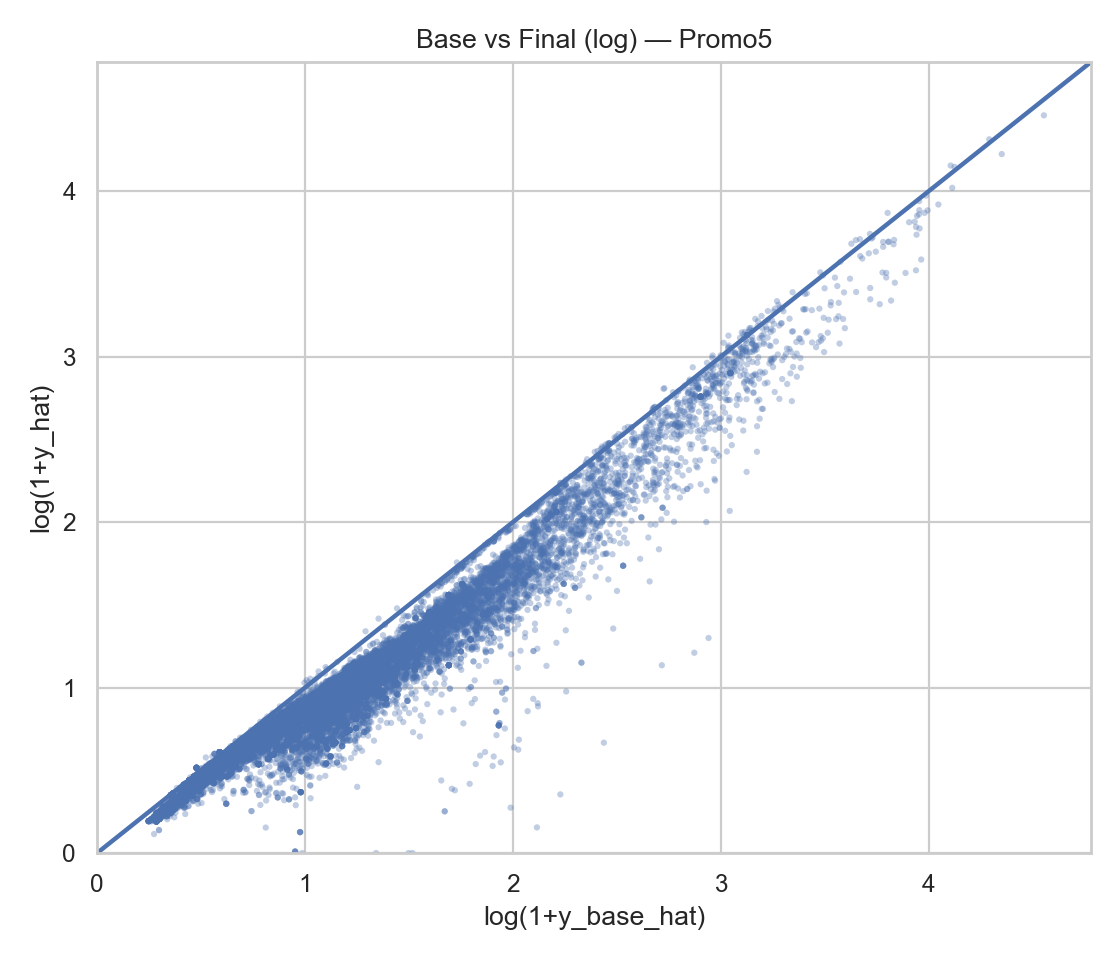 Base vs Final (log) — Promo5
log(1+y_hat)
4
3
2
1
0
0 1 2 3 4
log(1+y_base_hat)